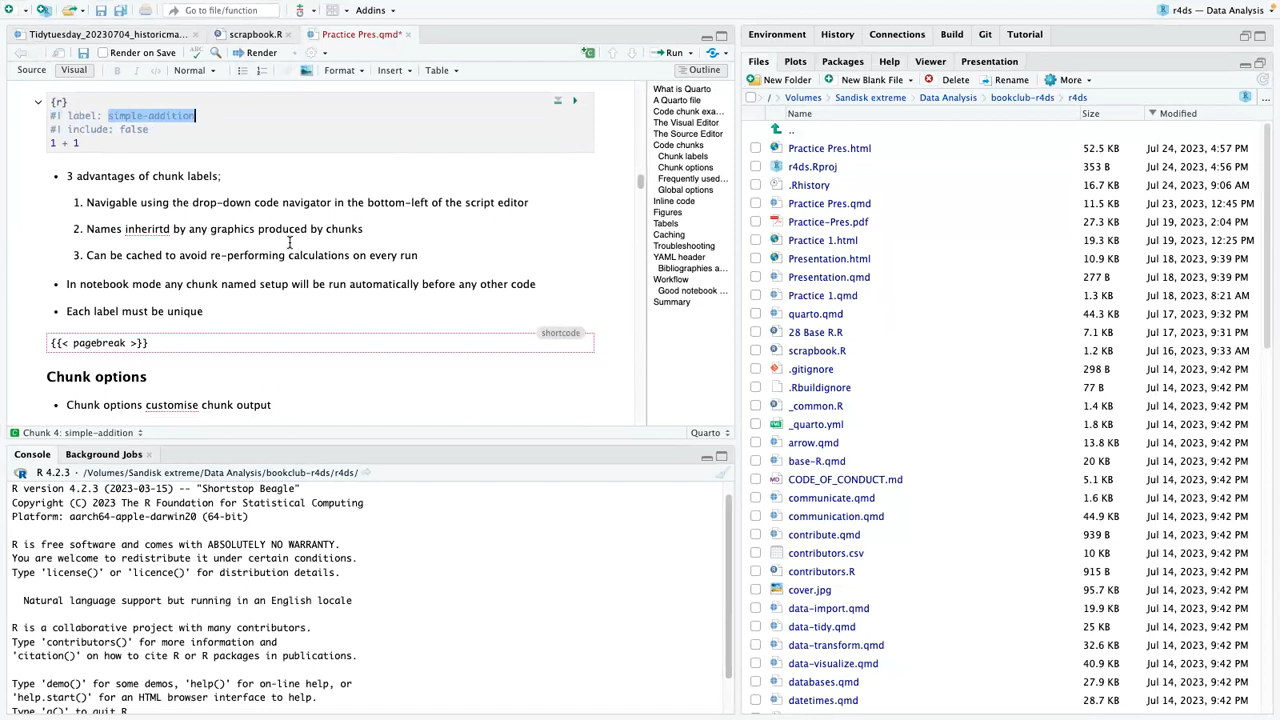 Go to file/function
Addins
r4ds — Data Analysis
Tidytuesday_20230704_historicma...
scrapbook.R
Practice Pres.qmd*
Render on Save
Render
Run
Source
Visual
B
I
</>
Normal
Format
Insert
Table
Outline
{r}
#| label: simple-addition
#| include: false
1 + 1
• 3 advantages of chunk labels;
1. Navigable using the drop-down code navigator in the bottom-left of the script editor
2. Names inherirtd by any graphics produced by chunks
3. Can be cached to avoid re-performing calculations on every run
• In notebook mode any chunk named setup will be run automatically before any other code
• Each label must be unique
shortcode
{{< pagebreak >}}
Chunk options
• Chunk options customise chunk output
What is Quarto
A Quarto file
Code chunk exa...
The Visual Editor
The Source Editor
Code chunks
Chunk labels
Chunk options
Frequently used...
Global options
Inline code
Figures
Tabels
Caching
Troubleshooting
YAML header
Bibliographies a...
Workflow
Good notebook ...
Summary
Chunk 4: simple-addition
Quarto
Console
Background Jobs
R 4.2.3 · /Volumes/Sandisk extreme/Data Analysis/bookclub-r4ds/r4ds/
R version 4.2.3 (2023-03-15) -- "Shortstop Beagle"
Copyright (C) 2023 The R Foundation for Statistical Computing
Platform: aarch64-apple-darwin20 (64-bit)
R is free software and comes with ABSOLUTELY NO WARRANTY.
You are welcome to redistribute it under certain conditions.
Type 'license()' or 'licence()' for distribution details.
Natural language support but running in an English locale
R is a collaborative project with many contributors.
Type 'contributors()' for more information and
'citation()' on how to cite R or R packages in publications.
Type 'demo()' for some demos, 'help()' for on-line help, or
'help.start()' for an HTML browser interface to help.
Type 'q()' to quit R.
Environment
History
Connections
Build
Git
Tutorial
Files
Plots
Packages
Help
Viewer
Presentation
New Folder
New Blank File
Delete
Rename
More
/ Volumes Sandisk extreme Data Analysis bookclub-r4ds r4ds
...
Name Size Modified
..
Practice Pres.html 52.5 KB Jul 24, 2023, 4:57 PM
r4ds.Rproj 353 B Jul 24, 2023, 9:06 AM
.Rhistory 16.7 KB Jul 24, 2023, 9:06 AM
Practice Pres.qmd 11.5 KB Jul 23, 2023, 12:45 PM
Practice-Pres.pdf 27.3 KB Jul 19, 2023, 2:04 PM
Practice 1.html 19.3 KB Jul 19, 2023, 12:25 PM
Presentation.html 10.9 KB Jul 18, 2023, 9:39 PM
Presentation.qmd 277 B Jul 18, 2023, 9:39 PM
Practice 1.qmd 1.3 KB Jul 18, 2023, 8:21 AM
quarto.qmd 44.3 KB Jul 17, 2023, 9:32 PM
28 Base R.R 7.1 KB Jul 17, 2023, 9:31 PM
scrapbook.R 1.2 KB Jul 16, 2023, 9:33 AM
.gitignore 298 B Jul 14, 2023, 9:42 PM
.Rbuildignore 77 B Jul 14, 2023, 9:42 PM
_common.R 1.4 KB Jul 14, 2023, 9:42 PM
_quarto.yml 1.8 KB Jul 14, 2023, 9:42 PM
arrow.qmd 13.8 KB Jul 14, 2023, 9:42 PM
base-R.qmd 20 KB Jul 14, 2023, 9:42 PM
CODE_OF_CONDUCT.md 5.1 KB Jul 14, 2023, 9:42 PM
communicate.qmd 1.6 KB Jul 14, 2023, 9:42 PM
communication.qmd 44.9 KB Jul 14, 2023, 9:42 PM
contribute.qmd 939 B Jul 14, 2023, 9:42 PM
contributors.csv 10 KB Jul 14, 2023, 9:42 PM
contributors.R 915 B Jul 14, 2023, 9:42 PM
cover.jpg 95.7 KB Jul 14, 2023, 9:42 PM
data-import.qmd 19.9 KB Jul 14, 2023, 9:42 PM
data-tidy.qmd 25 KB Jul 14, 2023, 9:42 PM
data-transform.qmd 32.6 KB Jul 14, 2023, 9:42 PM
data-visualize.qmd 40.9 KB Jul 14, 2023, 9:42 PM
databases.qmd 27.9 KB Jul 14, 2023, 9:42 PM
datetimes.qmd 28.7 KB Jul 14, 2023, 9:42 PM